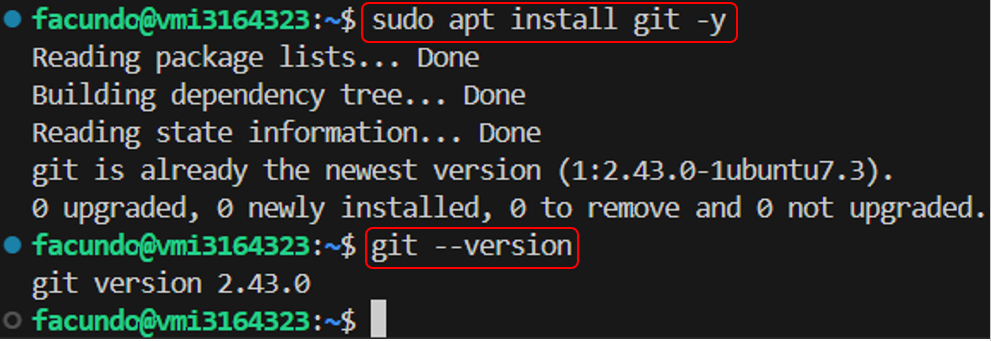 facundo@vmi3164323:~$ sudo apt install git -y
Reading package lists... Done
Building dependency tree... Done
Reading state information... Done
git is already the newest version (1:2.43.0-1ubuntu7.3).
0 upgraded, 0 newly installed, 0 to remove and 0 not upgraded.
facundo@vmi3164323:~$ git --version
git version 2.43.0
facundo@vmi3164323:~$